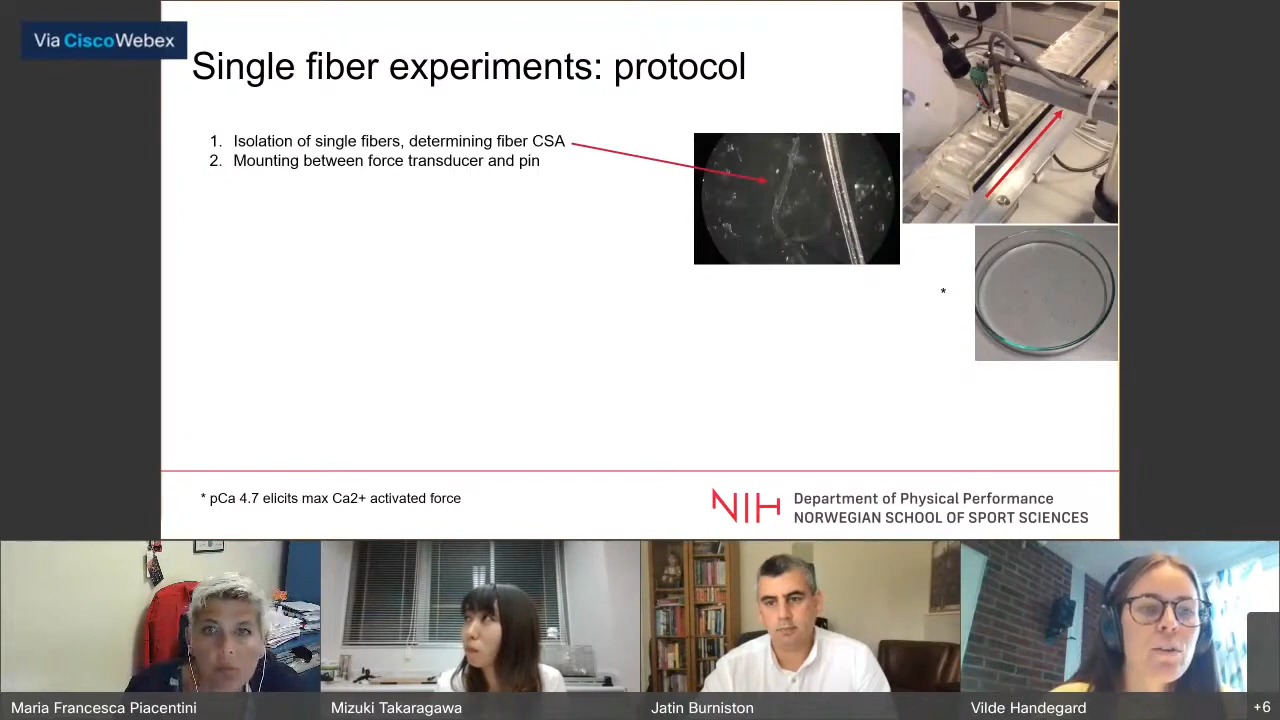 Via Cisco Webex
Single fiber experiments: protocol
1. Isolation of single fibers, determining fiber CSA
2. Mounting between force transducer and pin
*
* pCa 4.7 elicits max Ca2+ activated force
NIH
Department of Physical Performance
NORWEGIAN SCHOOL OF SPORT SCIENCES
Maria Francesca Piacentini
Mizuki Takaragawa
Jatin Burniston
Vilde Handegard
+6